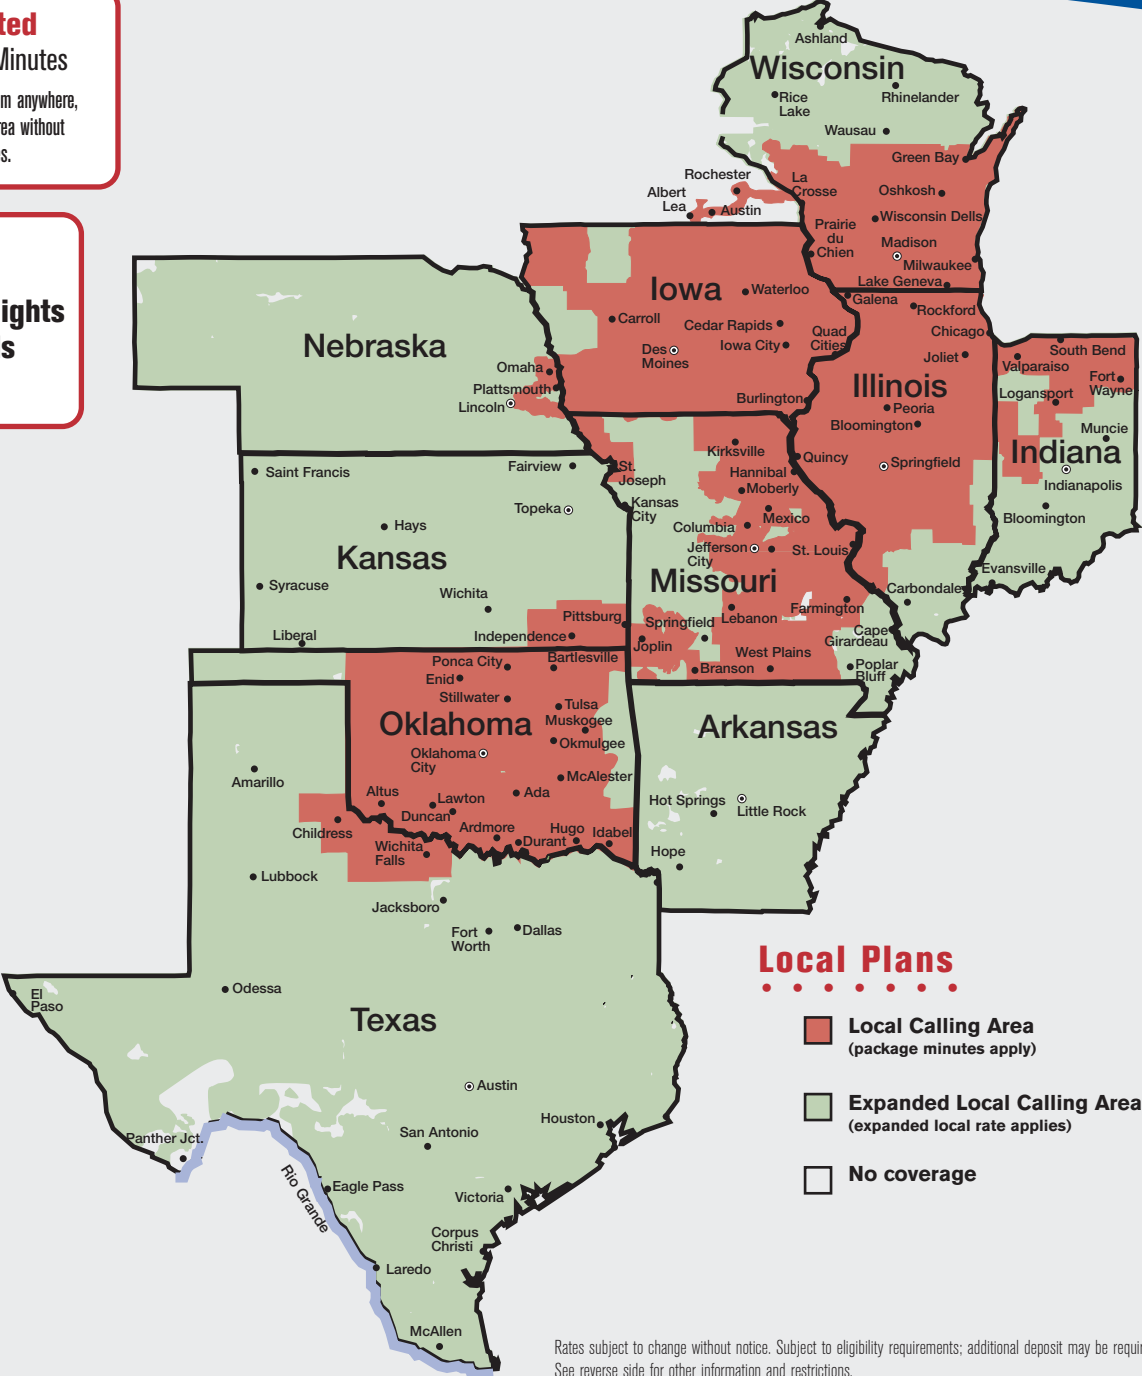 ted
Minutes
m anywhere,
rea without
s.
ights
s
Ashland
Wisconsin
Rice
Lake
Rhinelander
Wausau
Green Bay
Rochester
La
Crosse
Albert
Lea
Austin
Oshkosh
Wisconsin Dells
Prairie
du
Chien
Madison
Milwaukee
Lake Geneva
Iowa
Waterloo
Galena
Rockford
Carroll
Cedar Rapids
Quad
Cities
Chicago
Iowa City
Des
Moines
Joliet
South Bend
Valparaiso
Nebraska
Omaha
Plattsmouth
Lincoln
Illinois
Fort
Wayne
Logansport
Burlington
Peoria
Bloomington
Muncie
Indiana
Kirksville
Quincy
Springfield
Indianapolis
Saint Francis
Fairview
St.
Joseph
Hannibal
Moberly
Topeka
Kansas
City
Mexico
Bloomington
Hays
Columbia
Kansas
Jefferson
City
St. Louis
Evansville
Missouri
Syracuse
Wichita
Carbondale
Pittsburg
Springfield
Lebanon
Farmington
Liberal
Independence
Joplin
Cape
Girardeau
West Plains
Ponca City
Bartlesville
Branson
Poplar
Bluff
Enid
Stillwater
Tulsa
Muskogee
Oklahoma
Arkansas
Okmulgee
Oklahoma
City
Amarillo
McAlester
Altus
Lawton
Ada
Duncan
Hot Springs
Little Rock
Childress
Ardmore
Hugo
Idabel
Durant
Wichita
Falls
Hope
Lubbock
Jacksboro
Fort
Worth
Dallas
Odessa
El
Paso
Texas
Austin
Houston
Panther Jct.
San Antonio
Rio Grande
Eagle Pass
Victoria
Corpus
Christi
Laredo
McAllen
Local Plans
Local Calling Area
(package minutes apply)
Expanded Local Calling Area
(expanded local rate applies)
No coverage
Rates subject to change without notice. Subject to eligibility requirements; additional deposit may be requir
See reverse side for other information and restrictions.